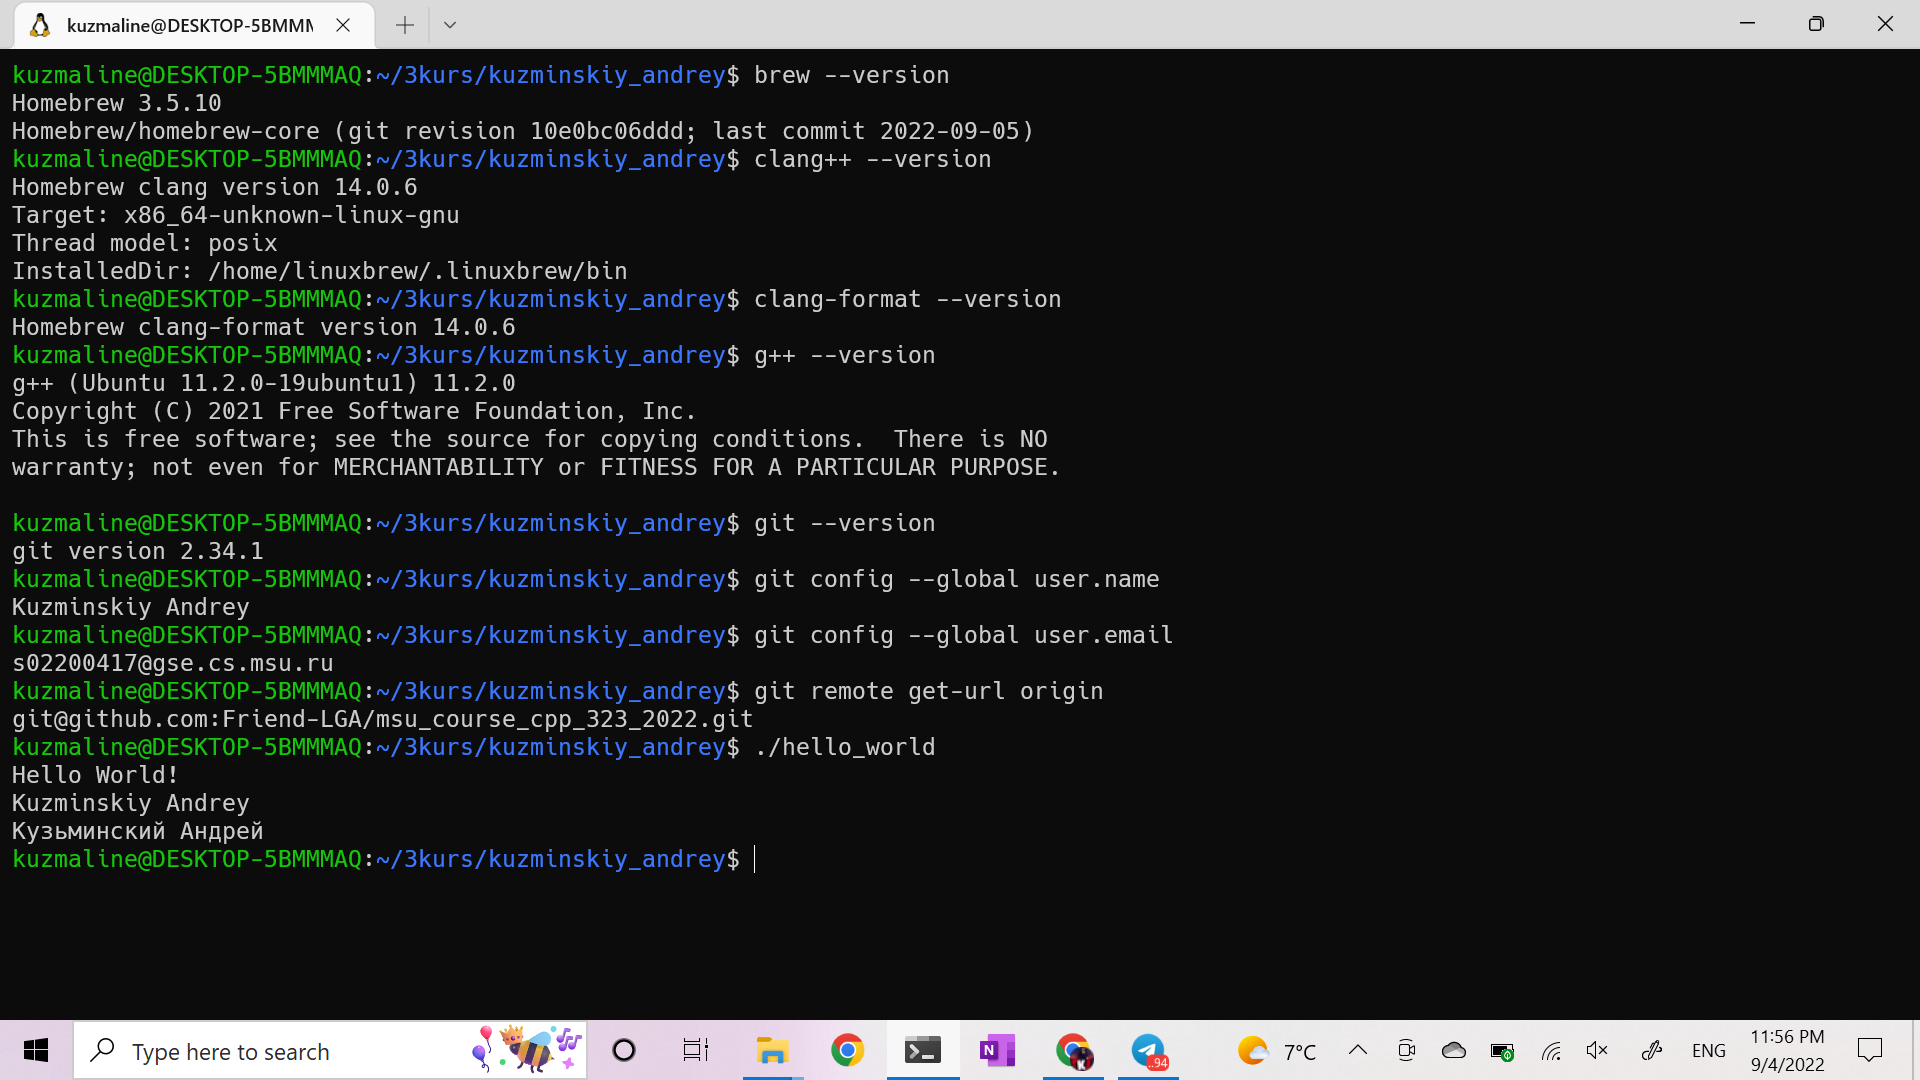 kuzmaline@DESKTOP-5BMMM
kuzmaline@DESKTOP-5BMMMAQ:~/3kurs/kuzminskiy_andrey$ brew --version
Homebrew 3.5.10
Homebrew/homebrew-core (git revision 10e0bc06ddd; last commit 2022-09-05)
kuzmaline@DESKTOP-5BMMMAQ:~/3kurs/kuzminskiy_andrey$ clang++ --version
Homebrew clang version 14.0.6
Target: x86_64-unknown-linux-gnu
Thread model: posix
InstalledDir: /home/linuxbrew/.linuxbrew/bin
kuzmaline@DESKTOP-5BMMMAQ:~/3kurs/kuzminskiy_andrey$ clang-format --version
Homebrew clang-format version 14.0.6
kuzmaline@DESKTOP-5BMMMAQ:~/3kurs/kuzminskiy_andrey$ g++ --version
g++ (Ubuntu 11.2.0-19ubuntu1) 11.2.0
Copyright (C) 2021 Free Software Foundation, Inc.
This is free software; see the source for copying conditions.  There is NO
warranty; not even for MERCHANTABILITY or FITNESS FOR A PARTICULAR PURPOSE.
kuzmaline@DESKTOP-5BMMMAQ:~/3kurs/kuzminskiy_andrey$ git --version
git version 2.34.1
kuzmaline@DESKTOP-5BMMMAQ:~/3kurs/kuzminskiy_andrey$ git config --global user.name
Kuzminskiy Andrey
kuzmaline@DESKTOP-5BMMMAQ:~/3kurs/kuzminskiy_andrey$ git config --global user.email
s02200417@gse.cs.msu.ru
kuzmaline@DESKTOP-5BMMMAQ:~/3kurs/kuzminskiy_andrey$ git remote get-url origin
git@github.com:Friend-LGA/msu_course_cpp_323_2022.git
kuzmaline@DESKTOP-5BMMMAQ:~/3kurs/kuzminskiy_andrey$ ./hello_world
Hello World!
Kuzminskiy Andrey
Кузьминский Андрей
kuzmaline@DESKTOP-5BMMMAQ:~/3kurs/kuzminskiy_andrey$
Type here to search
N
K
..94
7°C
ENG
11:56 PM
9/4/2022